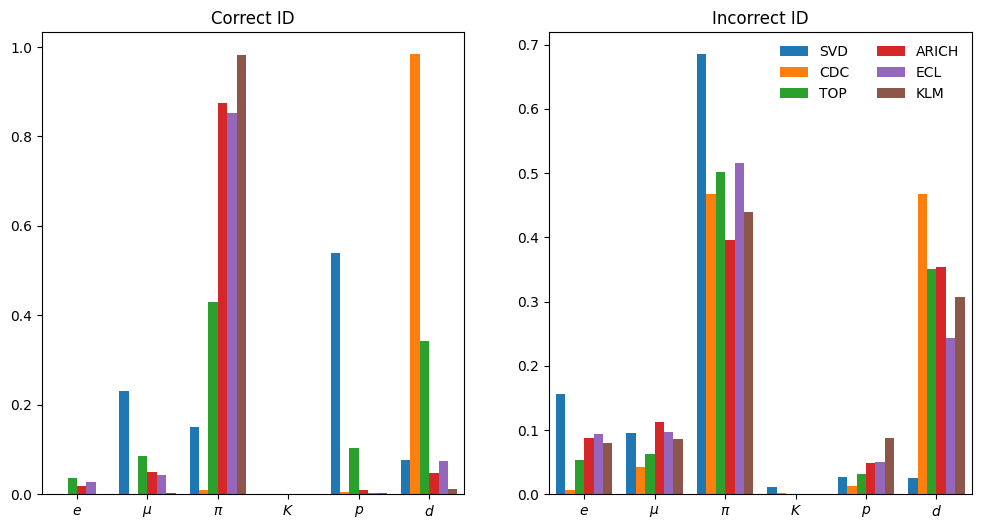 Correct ID
1.0
0.8
0.6
0.4
0.2
0.0
e
μ
π
K
p
d
Incorrect ID
0.7
0.6
0.5
0.4
0.3
0.2
0.1
0.0
SVD
CDC
TOP
ARICH
ECL
KLM
e
μ
π
K
p
d